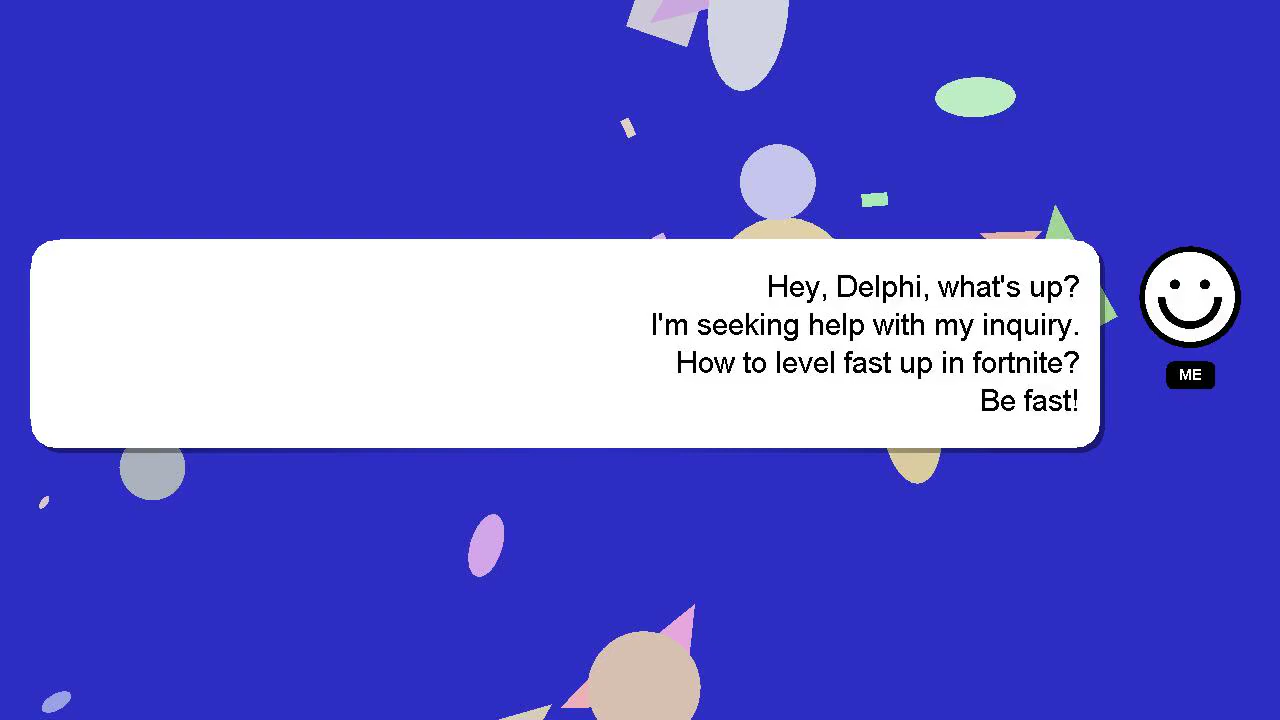 Hey, Delphi, what's up?
I'm seeking help with my inquiry.
How to level fast up in fortnite?
Be fast!
ME